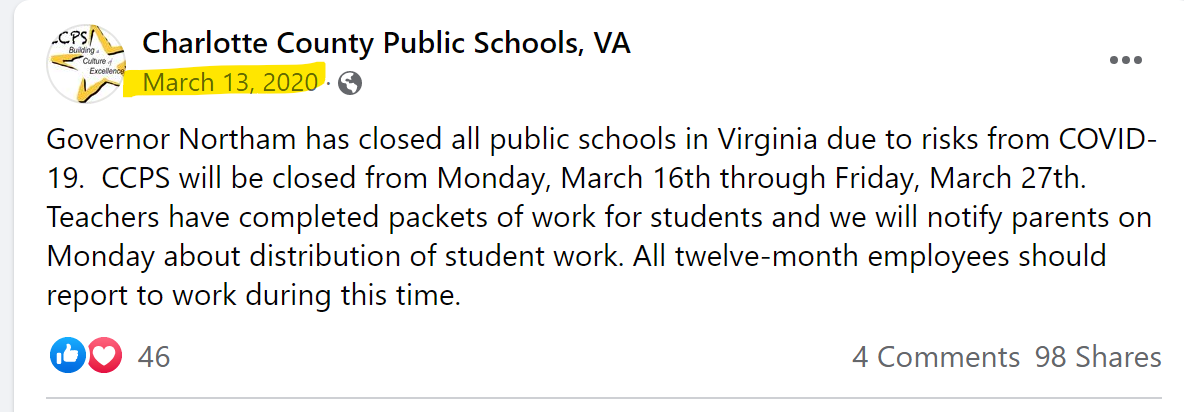 CPS
Building a
Culture of
Excellence
Charlotte County Public Schools, VA
March 13, 2020 ·
Governor Northam has closed all public schools in Virginia due to risks from COVID-
19.  CCPS will be closed from Monday, March 16th through Friday, March 27th.
Teachers have completed packets of work for students and we will notify parents on
Monday about distribution of student work. All twelve-month employees should
report to work during this time.
46
4 Comments 98 Shares